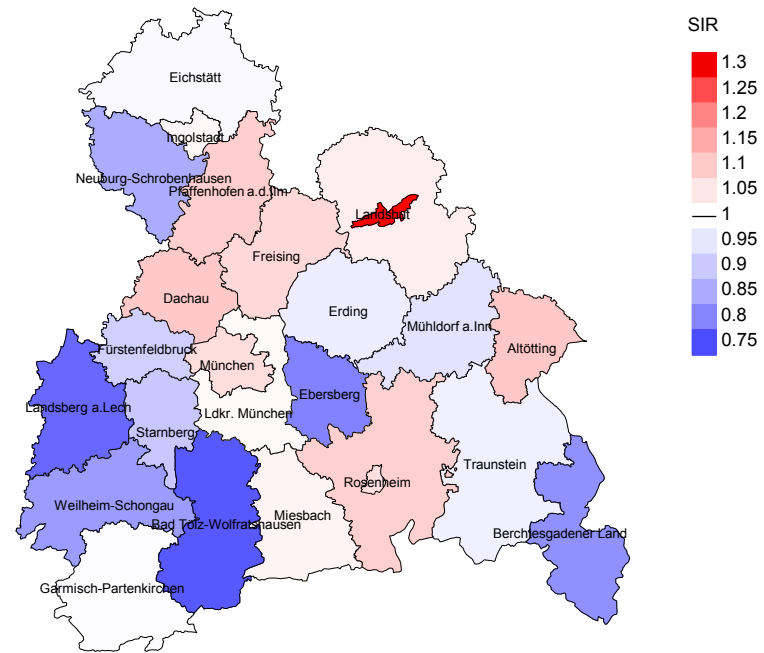 SIR
1.3
1.25
1.2
1.15
1.1
1.05
1
0.95
0.9
0.85
0.8
0.75
Eichstätt
Ingolstadt
Neuburg-Schrobenhausen
Pfaffenhofen a.d.Ilm
Landshut
Freising
Dachau
Erding
Mühldorf a.Inn
Altötting
Fürstenfeldbruck
München
Ebersberg
Landsberg a.Lech
Ldkr. München
Starnberg
Traunstein
Rosenheim
Weilheim-Schongau
Miesbach
Bad Tölz-Wolfratshausen
Berchtesgadener Land
Garmisch-Partenkirchen